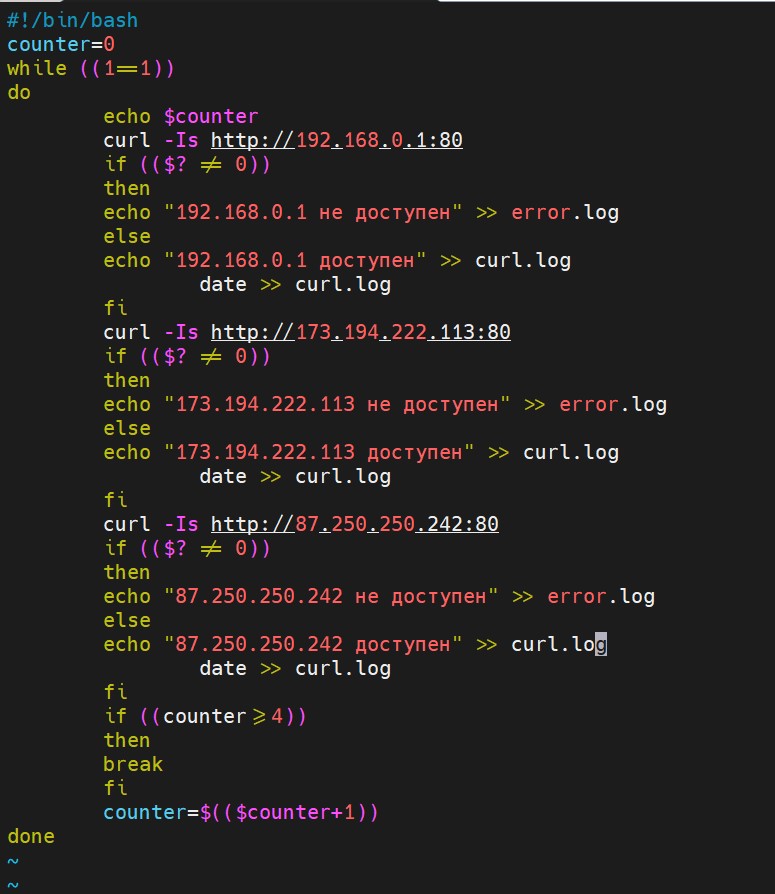 #!/bin/bash
counter=0
while ((1==1))
do
        echo $counter
        curl -Is http://192.168.0.1:80
        if (($? != 0))
        then
        echo "192.168.0.1 не доступен" >> error.log
        else
        echo "192.168.0.1 доступен" >> curl.log
                date >> curl.log
        fi
        curl -Is http://173.194.222.113:80
        if (($? != 0))
        then
        echo "173.194.222.113 не доступен" >> error.log
        else
        echo "173.194.222.113 доступен" >> curl.log
                date >> curl.log
        fi
        curl -Is http://87.250.250.242:80
        if (($? != 0))
        then
        echo "87.250.250.242 не доступен" >> error.log
        else
        echo "87.250.250.242 доступен" >> curl.log
                date >> curl.log
        fi
        if ((counter>=4))
        then
        break
        fi
        counter=$(($counter+1))
done
~
~